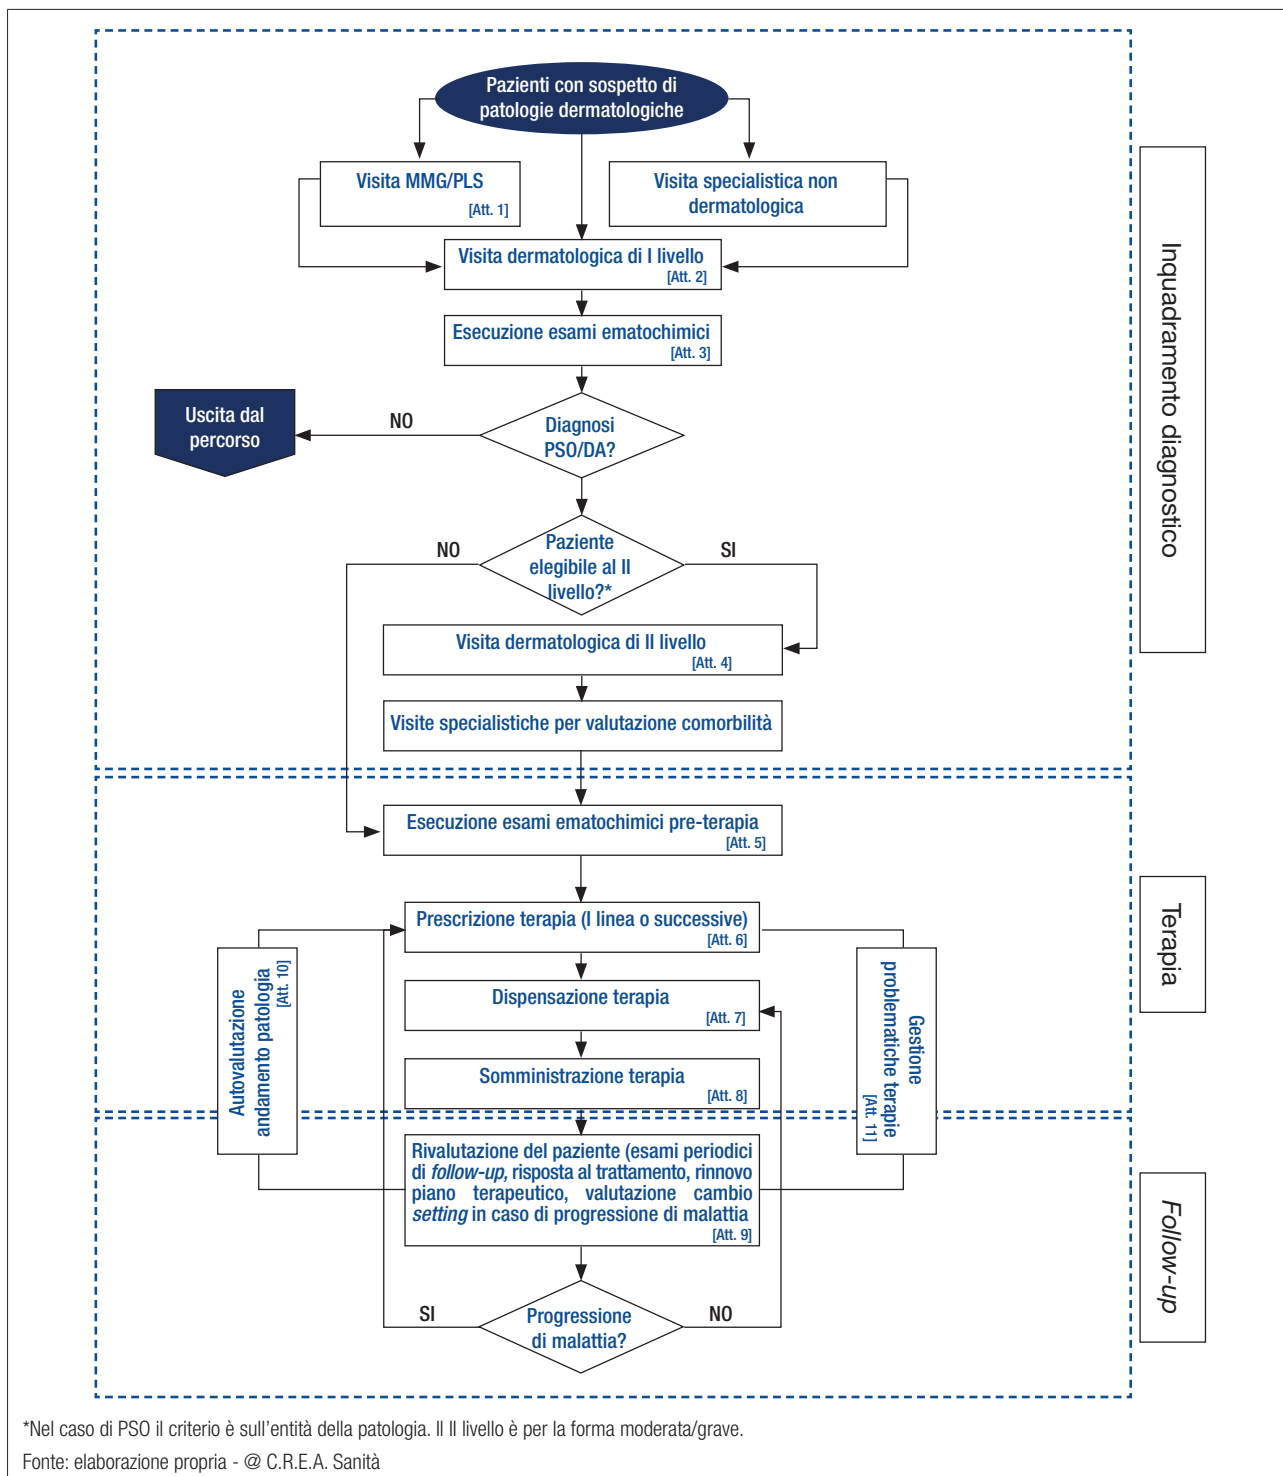 Pazienti con sospetto di
patologie dermatologiche
Visita MMG/PLS
[Att. 1]
Visita specialistica non
dermatologica
Visita dermatologica di I livello
[Att. 2]
Esecuzione esami ematochimici
[Att. 3]
Uscita dal
percorso
NO
Diagnosi
PSO/DA?
NO
Paziente
elegibile al II
livello?*
SI
Visita dermatologica di II livello
[Att. 4]
Visite specialistiche per valutazione comorbilità
Inquadramento diagnostico
Esecuzione esami ematochimici pre-terapia
[Att. 5]
Prescrizione terapia (I linea o successive)
[Att. 6]
Dispensazione terapia
[Att. 7]
Somministrazione terapia
[Att. 8]
Autovalutazione
andamento patologia
[Att. 10]
Gestione
problematiche terapie
[Att. 11]
Terapia
Rivalutazione del paziente (esami periodici
di follow-up, risposta al trattamento, rinnovo
piano terapeutico, valutazione cambio
setting in caso di progressione di malattia
[Att. 9]
SI
Progressione
di malattia?
NO
Follow-up
*Nel caso di PSO il criterio è sull'entità della patologia. Il II livello è per la forma moderata/grave.
Fonte: elaborazione propria - @ C.R.E.A. Sanità